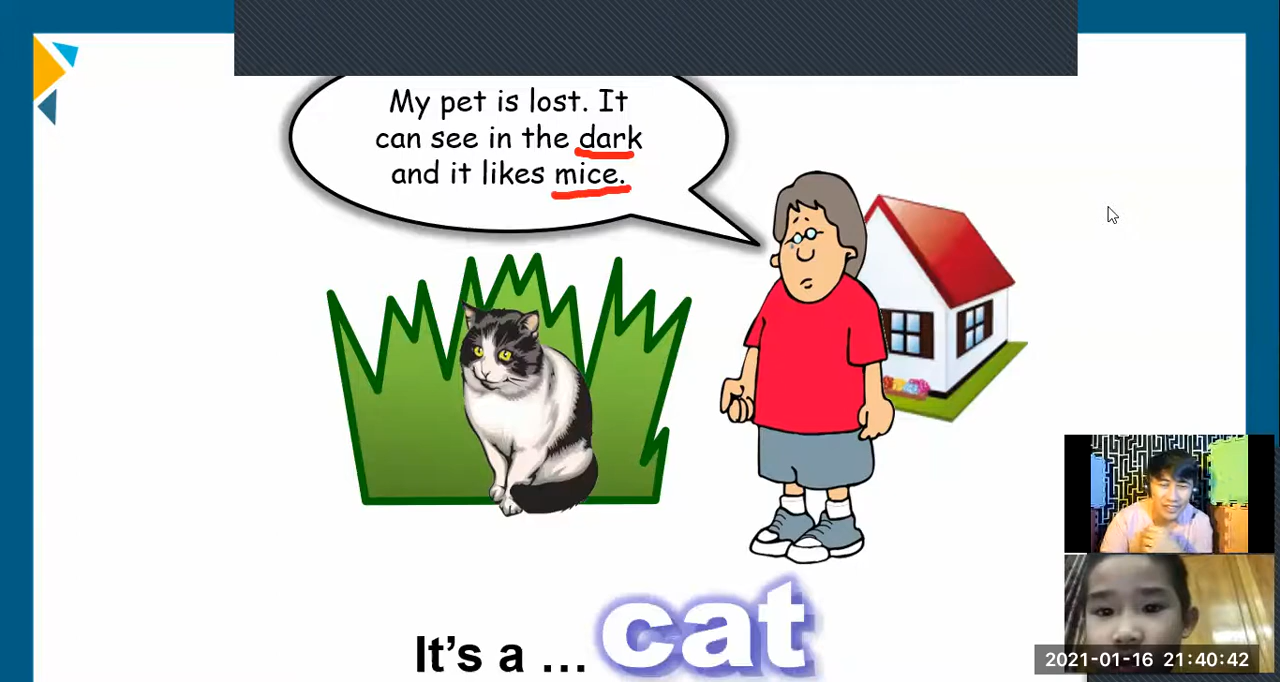 My pet is lost. It
can see in the dark
and it likes mice.
It's a ... cat
2021-01-16 21:40:42